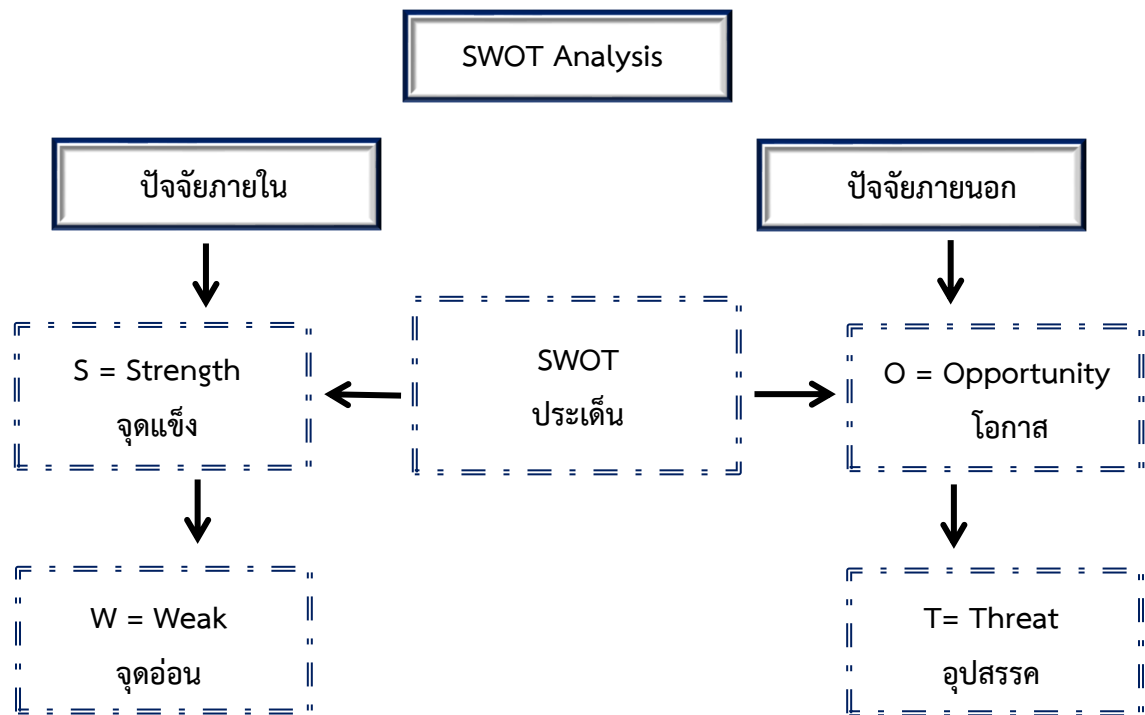 SWOT Analysis
ปัจจัยภายใน
ปัจจัยภายนอก
S = Strength
จุดแข็ง
SWOT
ประเด็น
O = Opportunity
โอกาส
W = Weak
จุดอ่อน
T= Threat
อุปสรรค